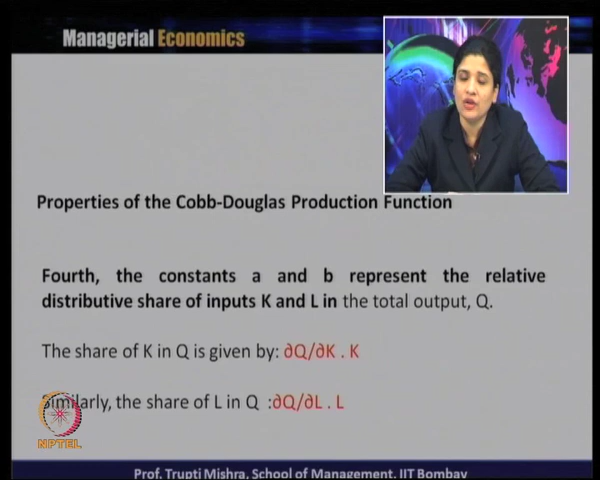 Managerial Economics
Properties of the Cobb-Douglas Production Function
Fourth, the constants a and b represent the relative
distributive share of inputs K and L in the total output, Q.
The share of K in Q is given by: ∂Q/∂K . K
Similarly, the share of L in Q :∂Q/∂L . L
NPTEL
Prof. Trupti Mishra, School of Management, IIT Bombay